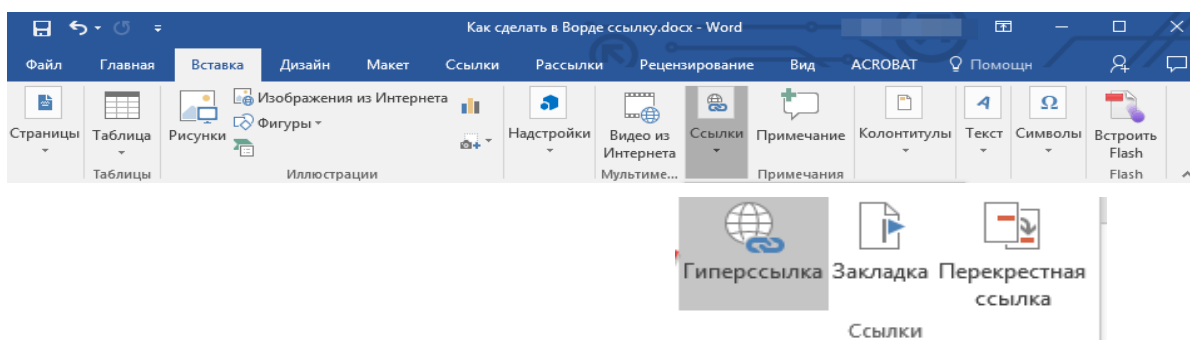 Как сделать в Ворде ссылку.docx - Word
Файл Главная Вставка Дизайн Макет Ссылки Рассылки Рецензирование Вид ACROBAT Помощн
Страницы Таблица Рисунки Изображения из Интернета Фигуры Надстройки Видео из Интернета Ссылки Примечание Колонтитулы Текст Символы Встроить Flash
Таблицы Иллюстрации Мультиме... Примечания Flash
Гиперссылка Закладка Перекрестная
ссылка
Ссылки